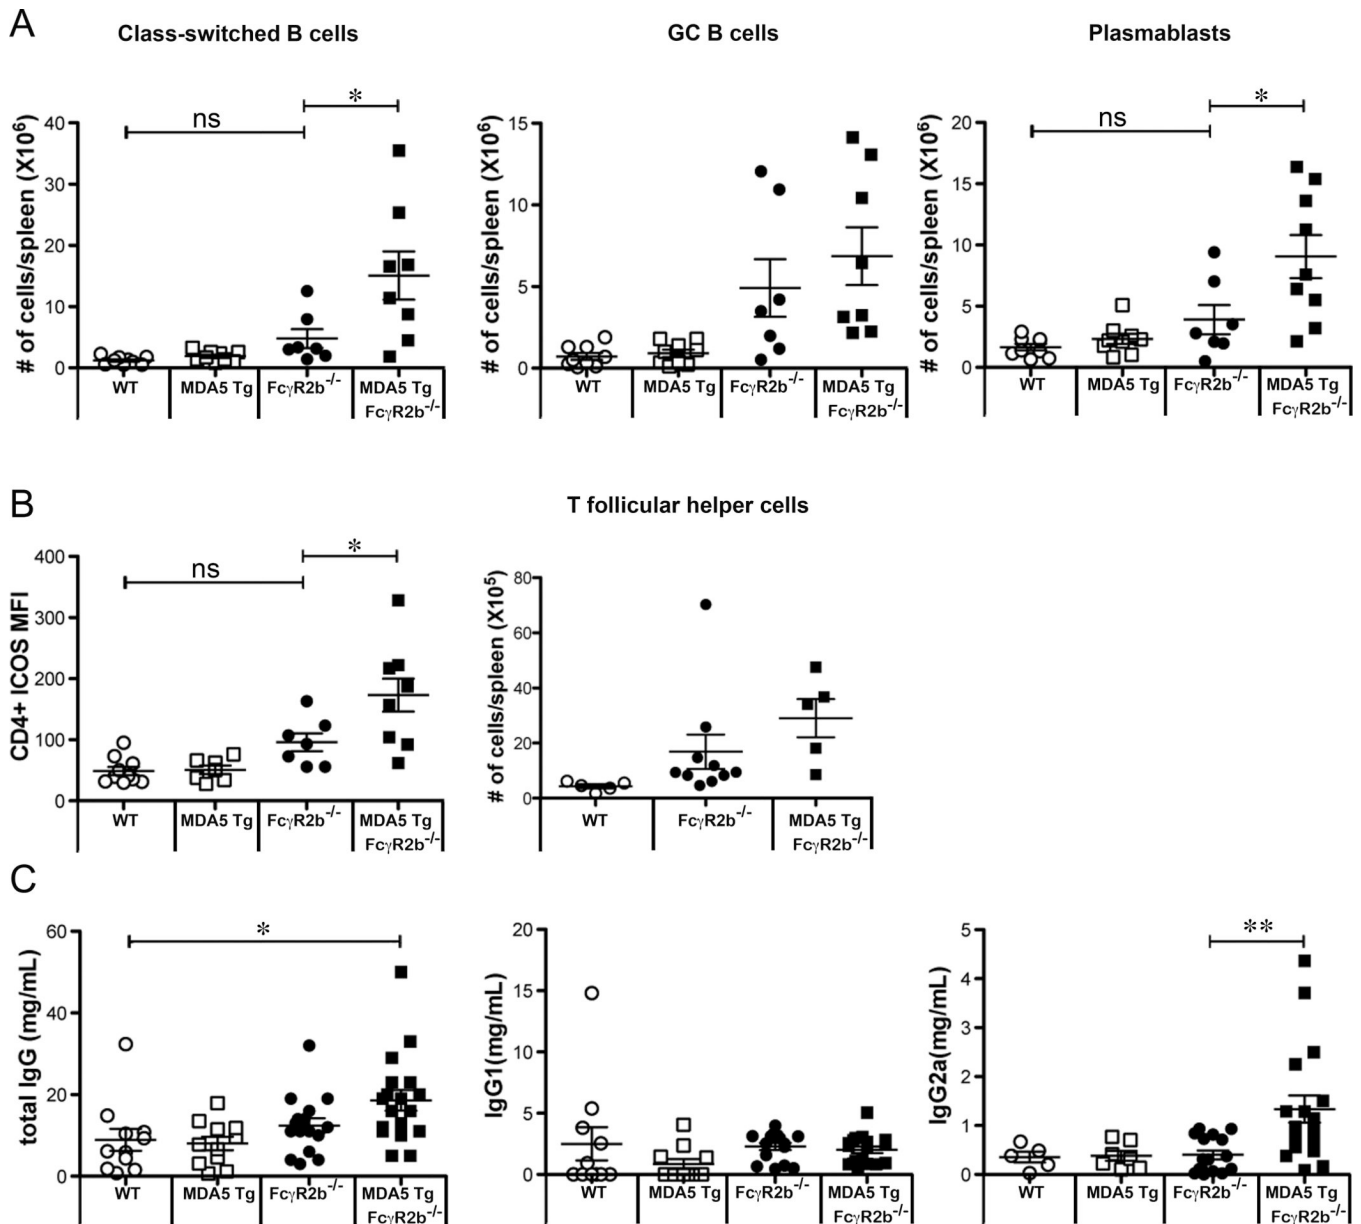 A
Class-switched B cells
GC B cells
Plasmablasts
# of cells/spleen (X10⁶)
40
30
20
10
0
ns
*
WT
MDA5 Tg
FcγR2b⁻/⁻
MDA5 Tg
FcγR2b⁻/⁻
# of cells/spleen (X10⁶)
15
10
5
0
WT
MDA5 Tg
FcγR2b⁻/⁻
MDA5 Tg
FcγR2b⁻/⁻
# of cells/spleen (X10⁶)
20
15
10
5
0
ns
*
WT
MDA5 Tg
FcγR2b⁻/⁻
MDA5 Tg
FcγR2b⁻/⁻
B
T follicular helper cells
CD4+ ICOS MFI
400
300
200
100
0
ns
*
WT
MDA5 Tg
FcγR2b⁻/⁻
MDA5 Tg
FcγR2b⁻/⁻
# of cells/spleen (X10⁵)
80
60
40
20
0
WT
FcγR2b⁻/⁻
MDA5 Tg
FcγR2b⁻/⁻
C
total IgG (mg/mL)
60
40
20
0
*
WT
MDA5 Tg
FcγR2b⁻/⁻
MDA5 Tg
FcγR2b⁻/⁻
IgG1(mg/mL)
20
15
10
5
0
WT
MDA5 Tg
FcγR2b⁻/⁻
MDA5 Tg
FcγR2b⁻/⁻
IgG2a(mg/mL)
5
4
3
2
1
0
**
WT
MDA5 Tg
FcγR2b⁻/⁻
MDA5 Tg
FcγR2b⁻/⁻